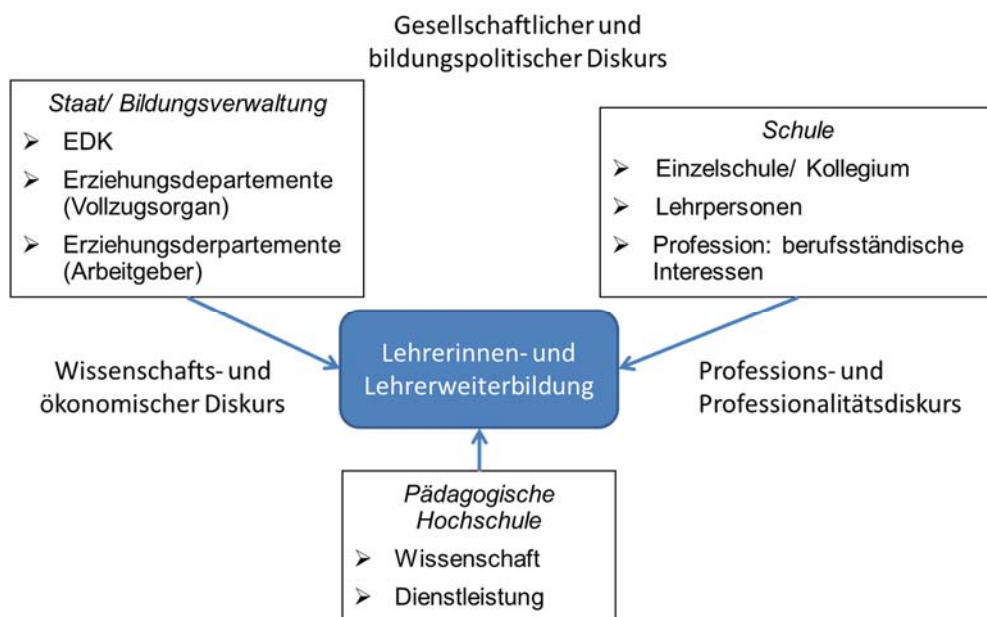 Gesellschaftlicher und
bildungspolitischer Diskurs
Staat/ Bildungsverwaltung
EDK
Erziehungsdepartemente
(Vollzugsorgan)
Erziehungsderpartemente
(Arbeitgeber)
Schule
Einzelschule/ Kollegium
Lehrpersonen
Profession: berufsständische
Interessen
Wissenschafts- und
ökonomischer Diskurs
Lehrerinnen- und
Lehrerweiterbildung
Professions- und
Professionalitätsdiskurs
Pädagogische
Hochschule
Wissenschaft
Dienstleistung